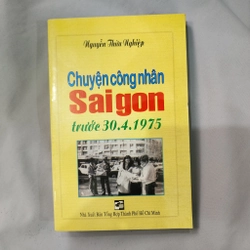 Nguyễn Thừa Nghiệp
Chuyện công nhân
Saigon
trước 30.4.1975
Nhà Xuất Bản Tổng Hợp Thành Phố Hồ Chí Minh